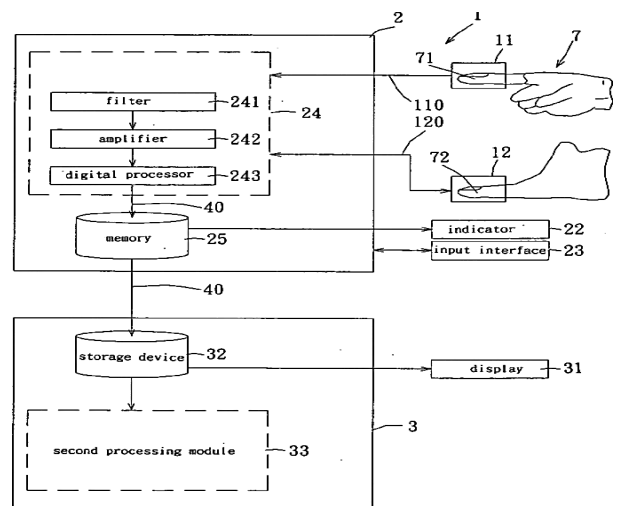 2
1
11
7
71
filter
241
24
110
120
amplifier
242
12
72
digital processor
243
40
memory
25
indicator
22
input interface
23
40
storage device
32
display
31
3
second processing module
33